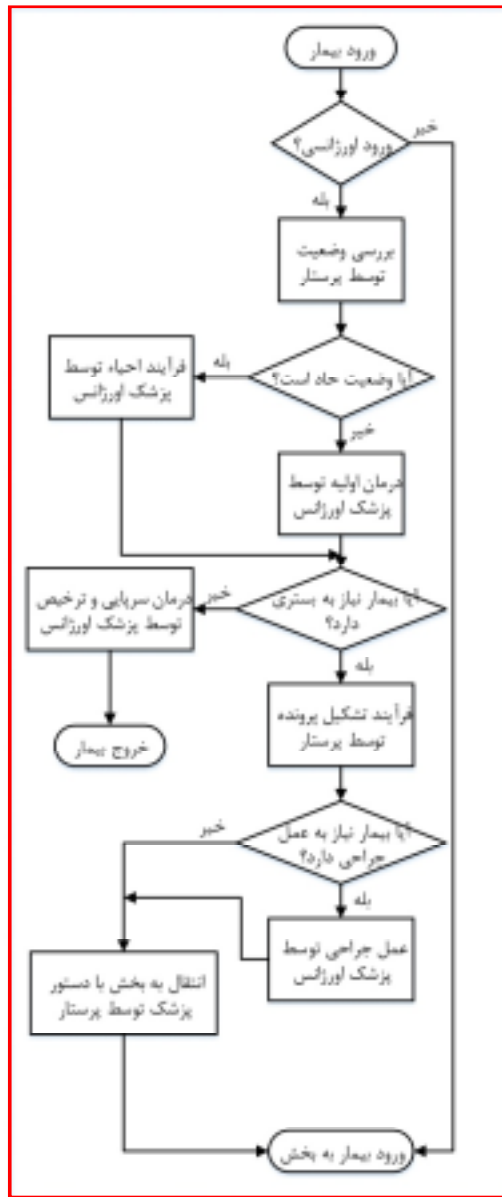 ورود بیمار
خیر
ورود اورژانسی؟
بله
بررسی وضعیت
توسط پرستار
آیا وضعیت حاد است؟
بله
فرآیند احیاء توسط
پزشک اورژانس
خیر
درمان اولیه توسط
پزشک اورژانس
آیا بیمار نیاز به بستری
دارد؟
خیر
درمان سرپایی و ترخیص
توسط پزشک اورژانس
خروج بیمار
بله
فرآیند تشکیل پرونده
توسط پرستار
آیا بیمار نیاز به عمل
جراحی دارد؟
خیر
بله
عمل جراحی توسط
پزشک اورژانس
انتقال به بخش با دستور
پزشک توسط پرستار
ورود بیمار به بخش